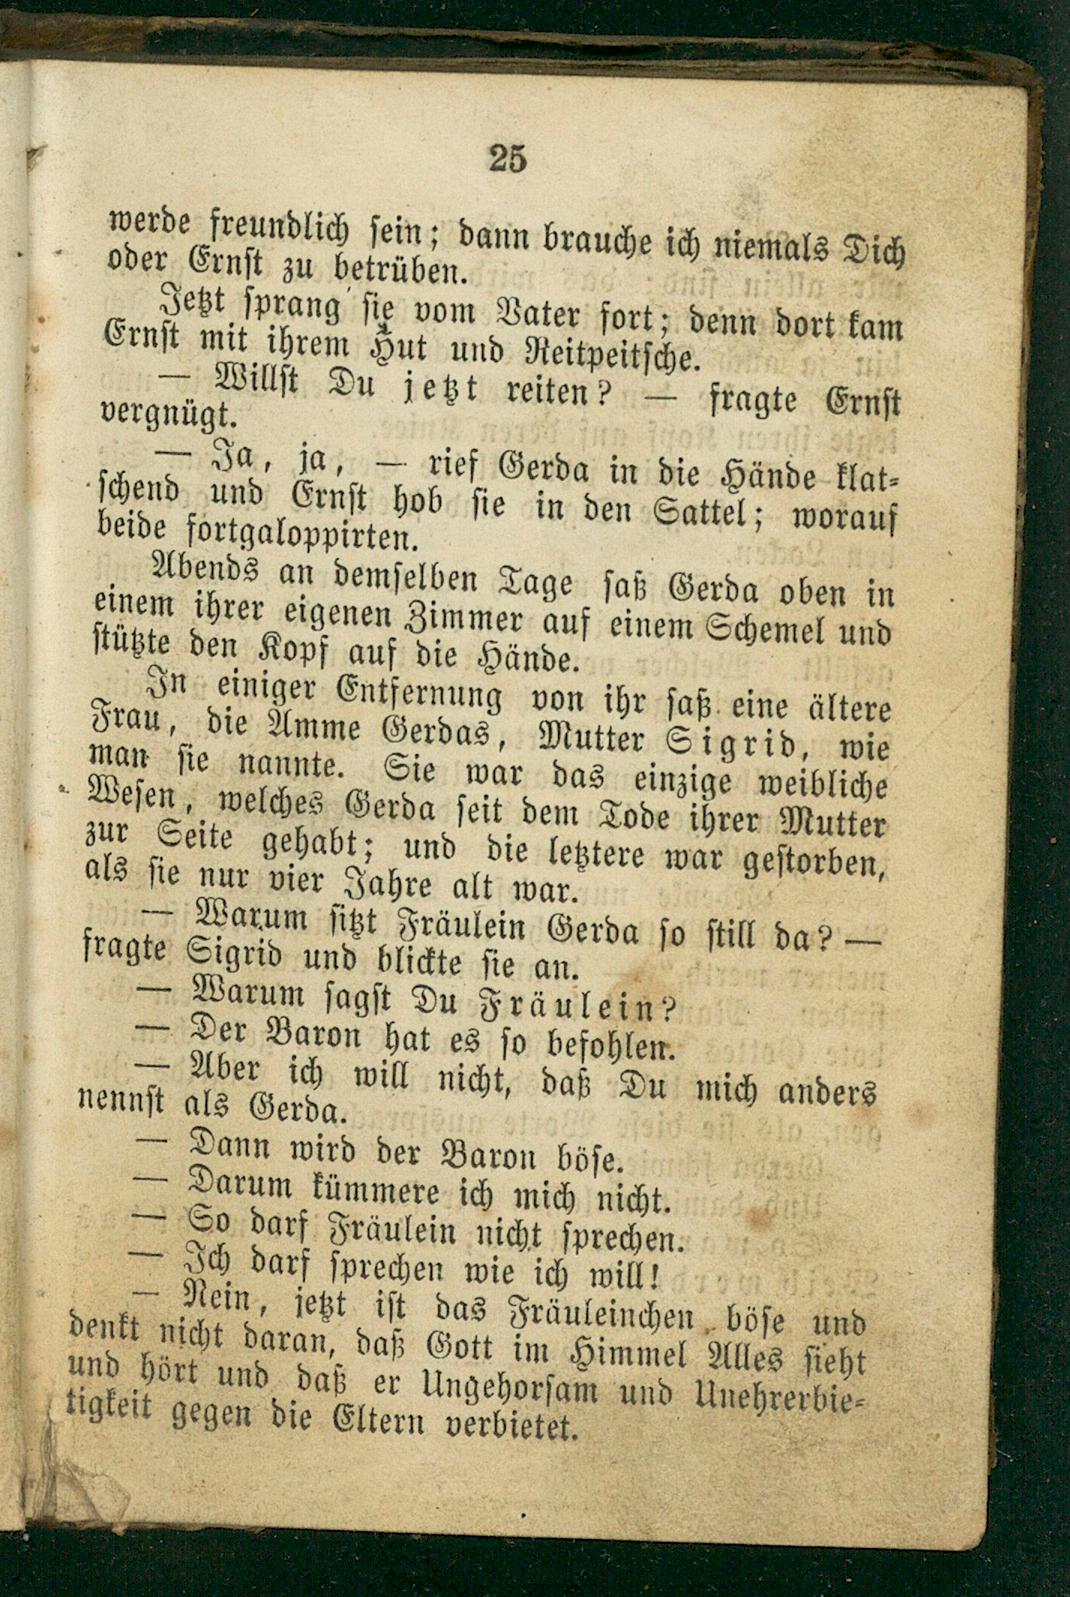 25
werde freundlich sein; dann brauche ich niemals Dich
oder Ernst zu betrüben.
Jetzt sprang sie vom Vater fort; denn dort kam
Ernst mit ihrem Hut und Reitpeitsche.
— Willst Du jetzt reiten? — fragte Ernst
vergnügt.
— Ja, ja, — rief Gerda in die Hände klat-
schend und Ernst hob sie in den Sattel; worauf
beide fortgaloppirten.
Abends an demselben Tage saß Gerda oben in
einem ihrer eigenen Zimmer auf einem Schemel und
stützte den Kopf auf die Hände.
In einiger Entfernung von ihr saß eine ältere
Frau, die Amme Gerdas, Mutter Sigrid, wie
man sie nannte. Sie war das einzige weibliche
Wesen, welches Gerda seit dem Tode ihrer Mutter
zur Seite gehabt; und die letztere war gestorben,
als sie nur vier Jahre alt war.
— Warum sitzt Fräulein Gerda so still da? —
fragte Sigrid und blickte sie an.
— Warum sagst Du Fräulein?
— Der Baron hat es so befohlen.
— Aber ich will nicht, daß Du mich anders
nennst als Gerda.
— Dann wird der Baron böse.
— Darum kümmere ich mich nicht.
— So darf Fräulein nicht sprechen.
— Ich darf sprechen wie ich will!
— Nein, jetzt ist das Fräuleinchen böse und
denkt nicht daran, daß Gott im Himmel Alles sieht
und hört und daß er Ungehorsam und Unehrerbie-
tigkeit gegen die Eltern verbietet.